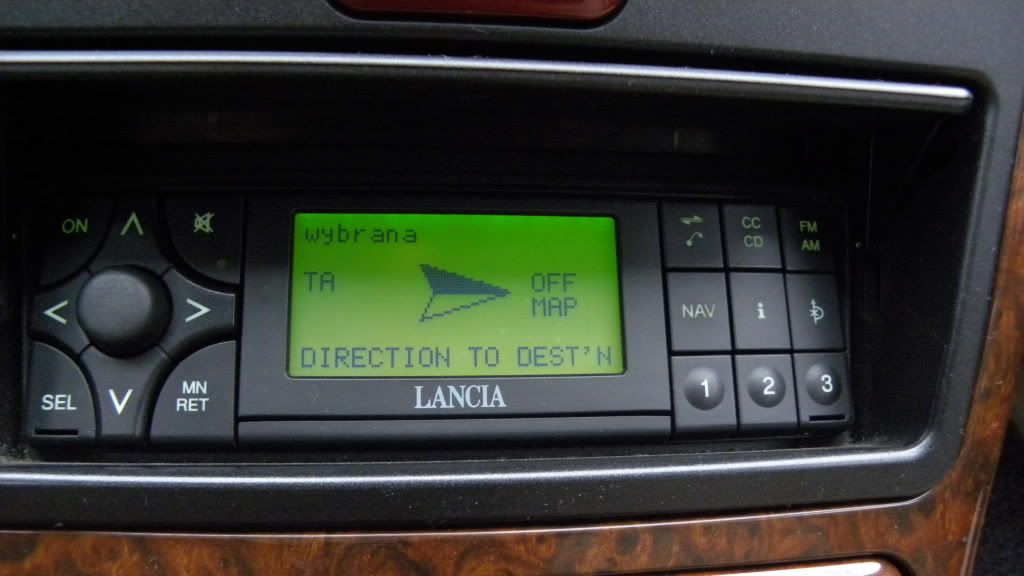 ON
SEL
MN
RET
wybrana
TA
OFF
MAP
DIRECTION TO DEST'N
LANCIA
CC
CD
FM
AM
NAV
i
1
2
3